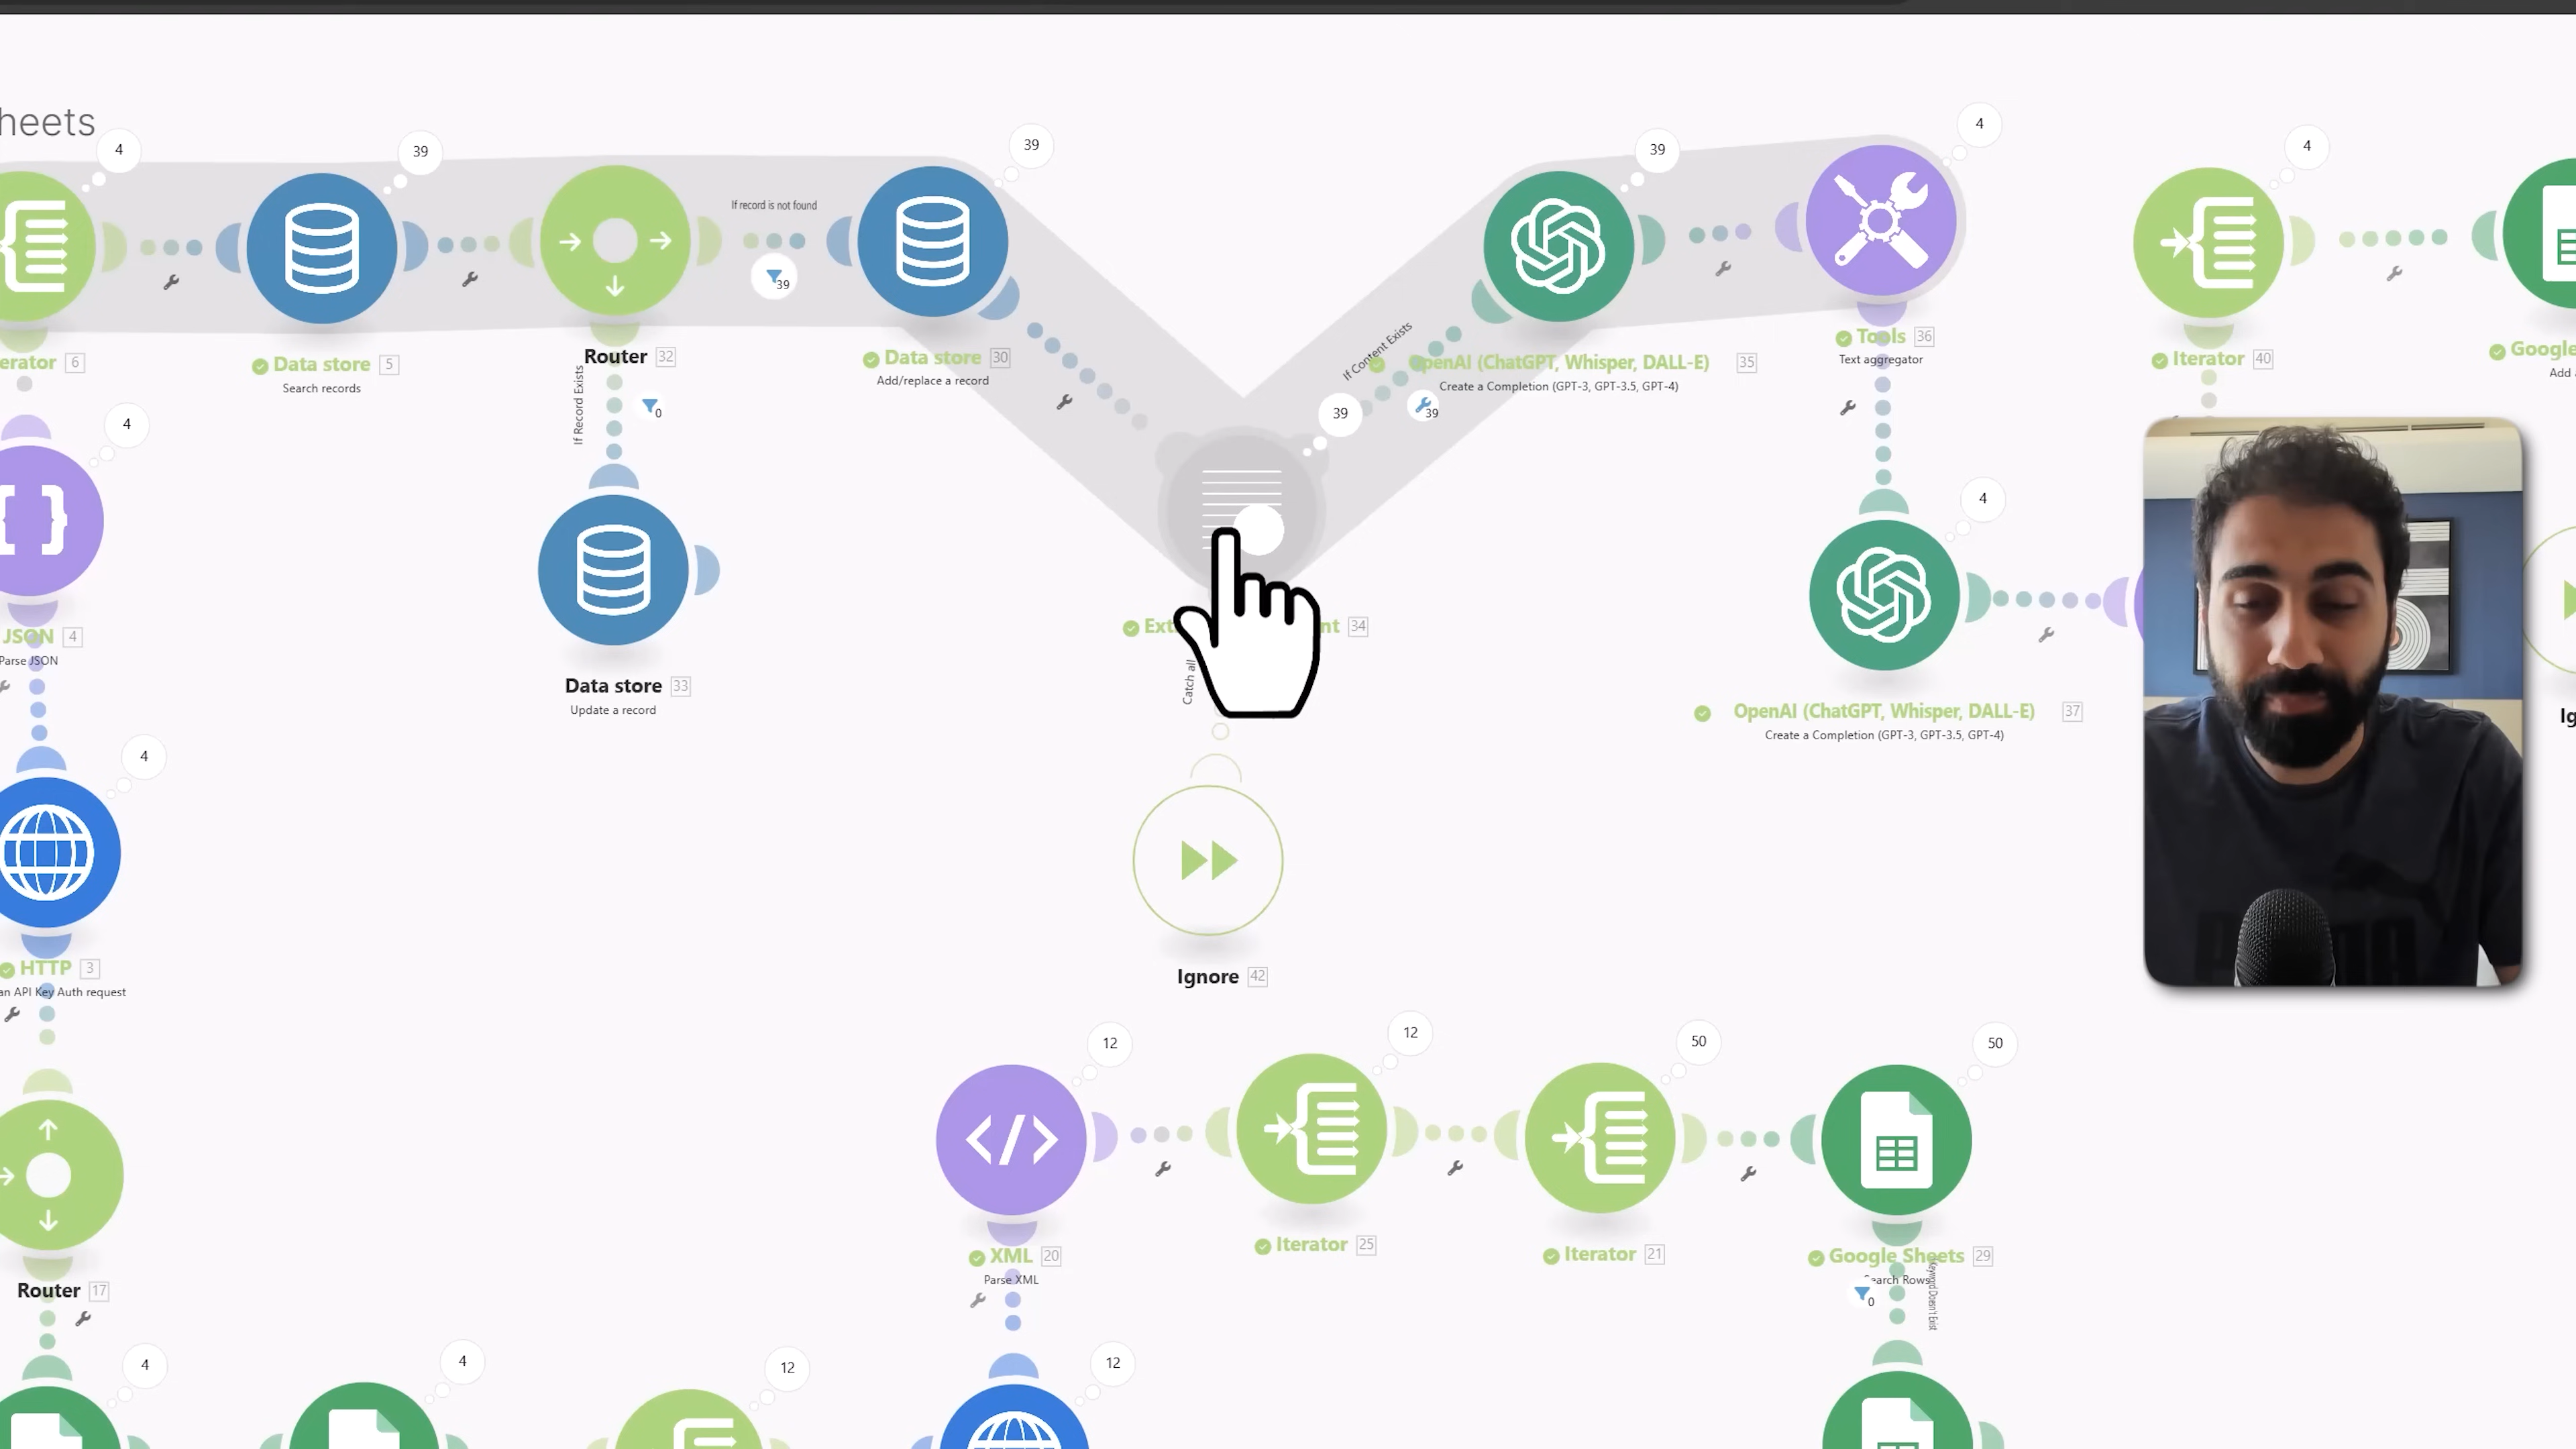 heets
4
39
39
39
4
4
If record is not found
39
erator 6
Data store 5
Search records
Router 32
If Record Exists
0
Data store 30
Add/replace a record
If Content Exists
39
39
OpenAI (ChatGPT, Whisper, DALL-E) 35
Create a Completion (GPT-3, GPT-3.5, GPT-4)
Tools 36
Text aggregator
Iterator 40
Google
Add
4
4
JSON 4
Parse JSON
Data store 33
Update a record
34
Catch all
OpenAI (ChatGPT, Whisper, DALL-E) 37
Create a Completion (GPT-3, GPT-3.5, GPT-4)
4
HTTP 3
an API Key Auth request
Ignore 42
12
12
50
50
XML 20
Parse XML
Iterator 25
Iterator 21
Google Sheets 29
Search Rows
0
Keyword Doesn't Exist
Router 17
4
4
12
12